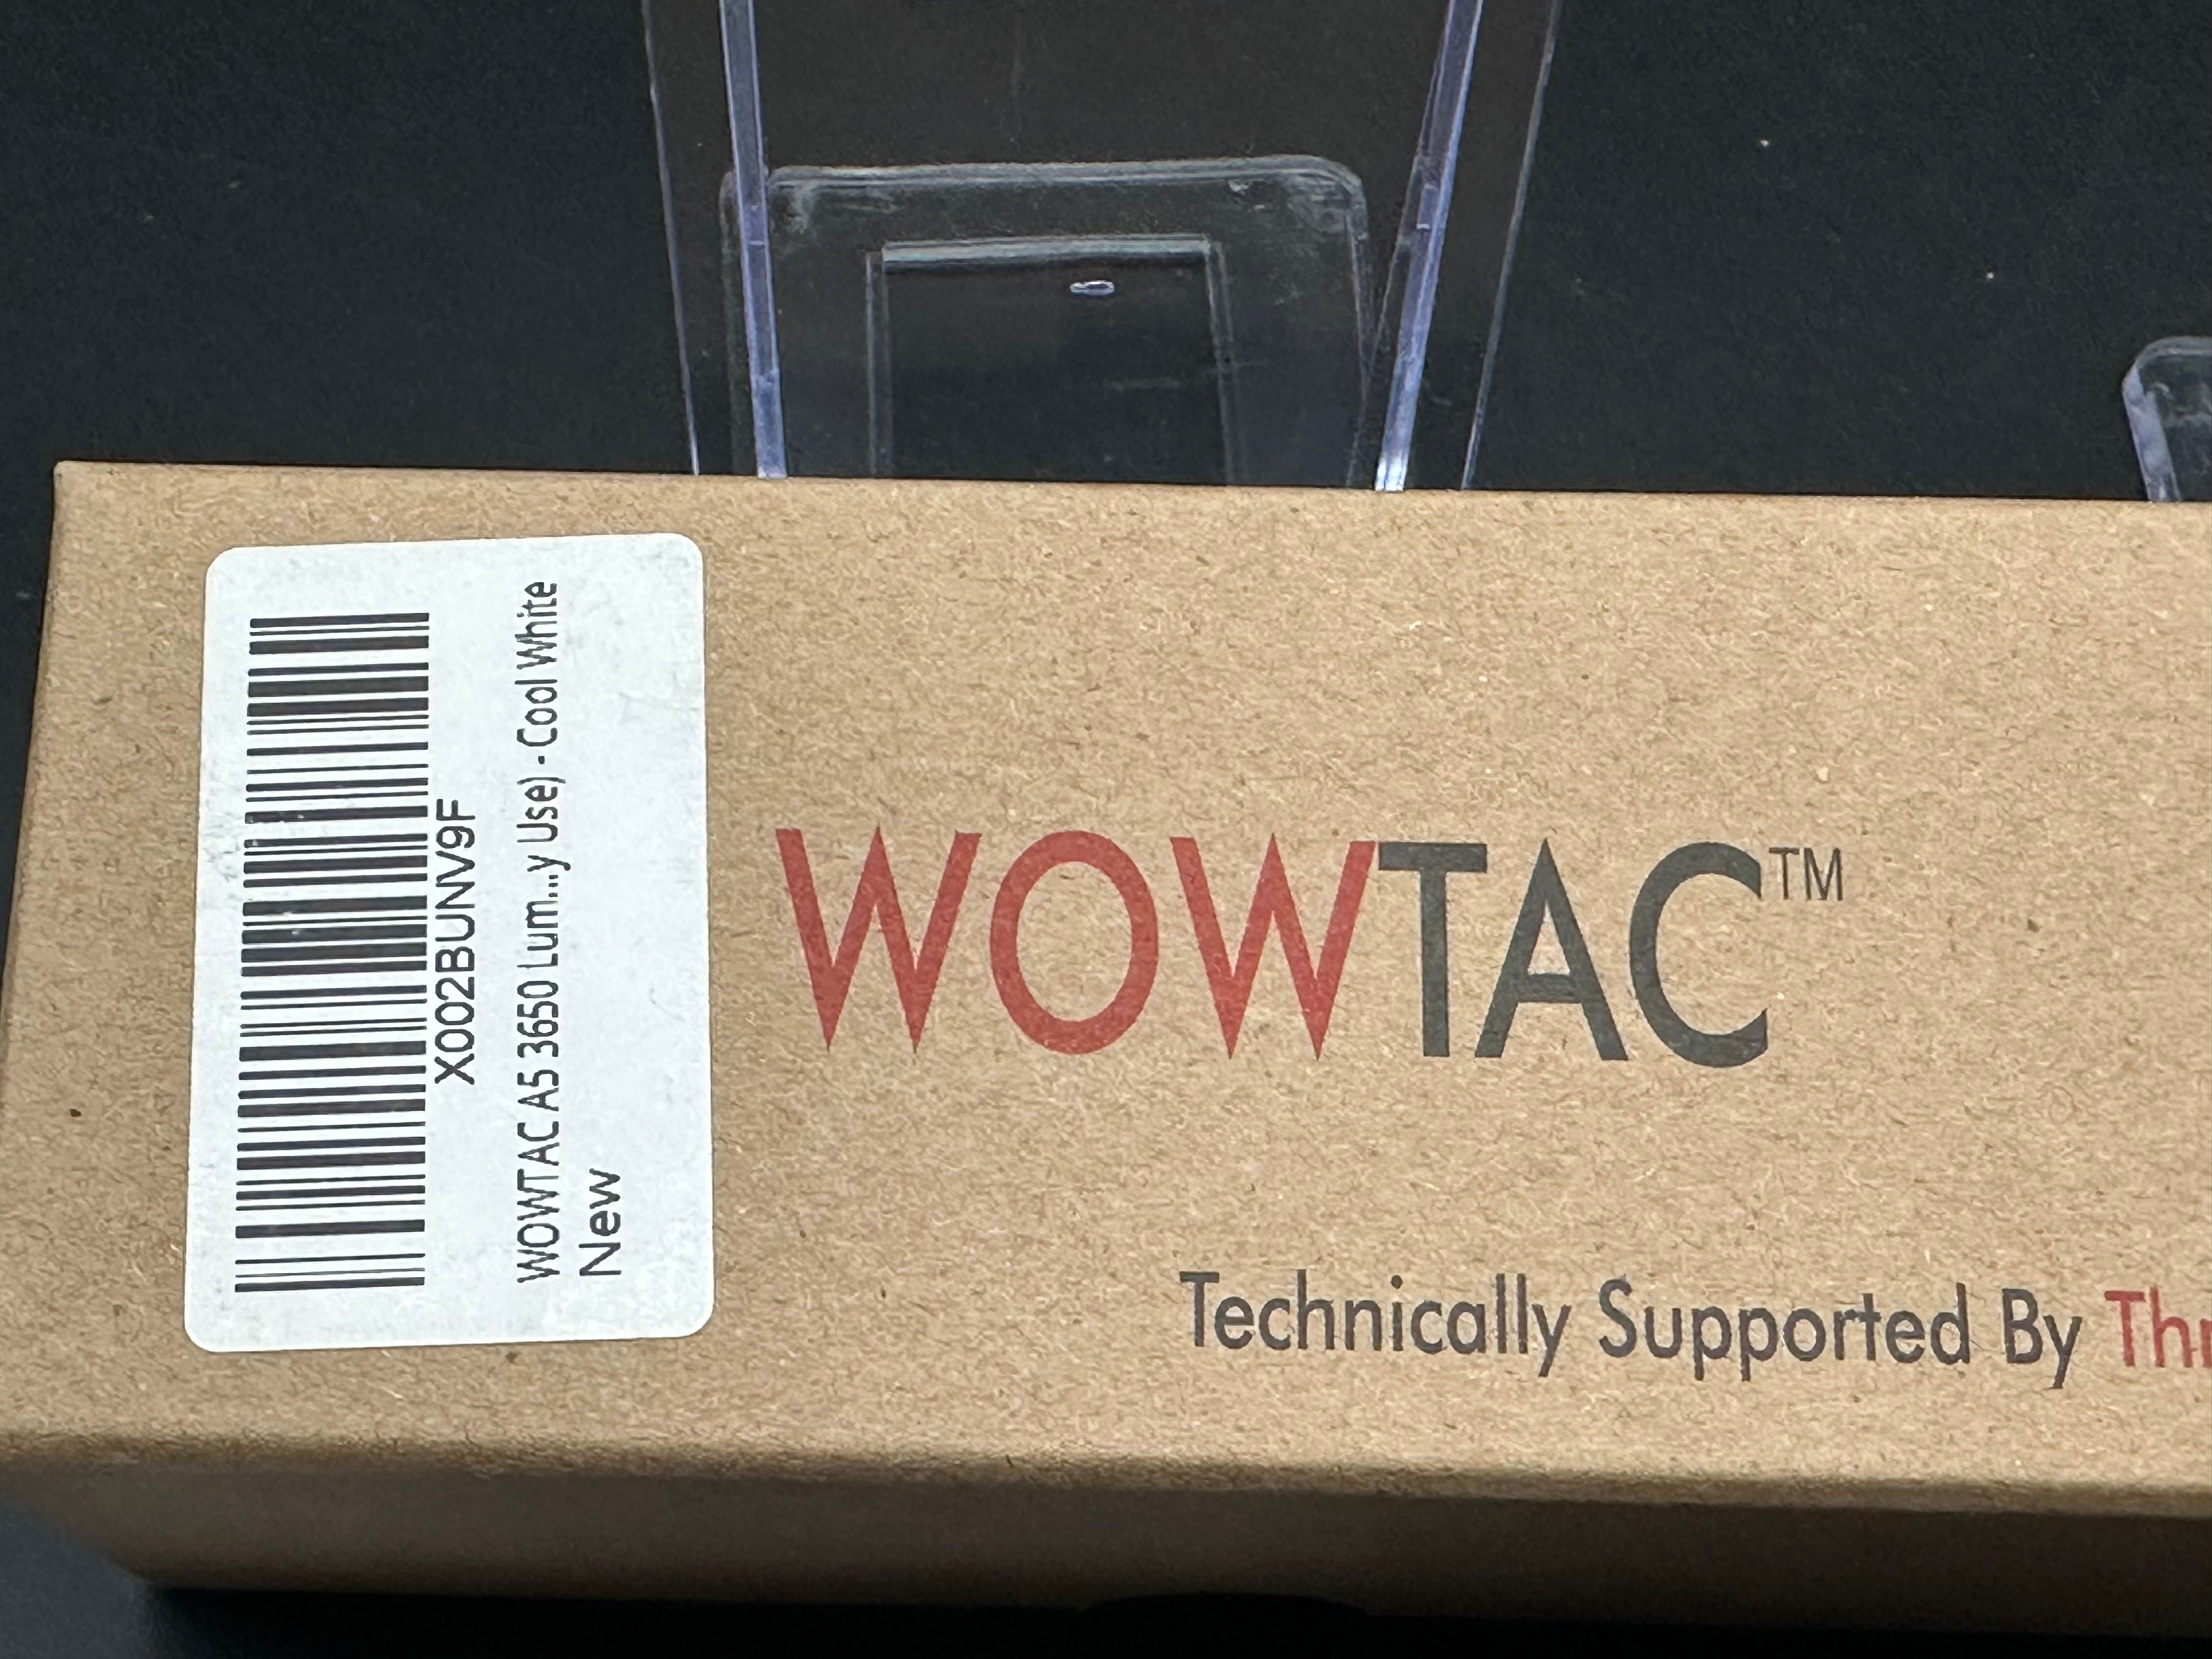 X002BUNV9F
WOWTAC A5 3650 Lum...y Use) - Cool White
New
WOWTAC™
Technically Supported By